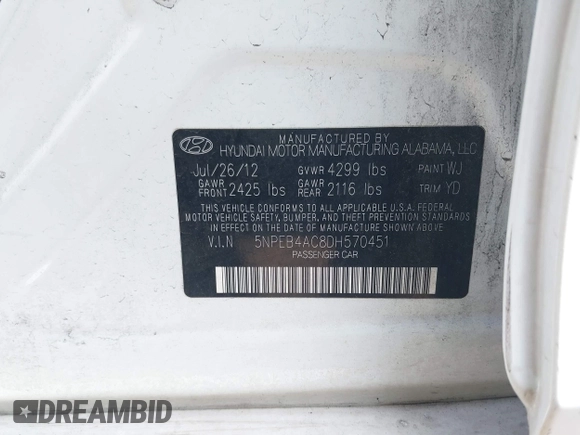 MANUFACTURED BY
HYUNDAI MOTOR MANUFACTURING ALABAMA, LLC
Jul/26/12 GVWR 4299 lbs PAINT WJ
GAWR FRONT 2425 lbs GAWR REAR 2116 lbs TRIM YD
THIS VEHICLE CONFORMS TO ALL APPLICABLE U.S.A. FEDERAL
MOTOR VEHICLE SAFETY, BUMPER, AND THEFT PREVENTION STANDARDS
IN EFFECT ON THE DATE OF MANUFACTURE SHOWN ABOVE.
V.I.N 5NPEB4AC8DH570451
PASSENGER CAR
DREAMBID